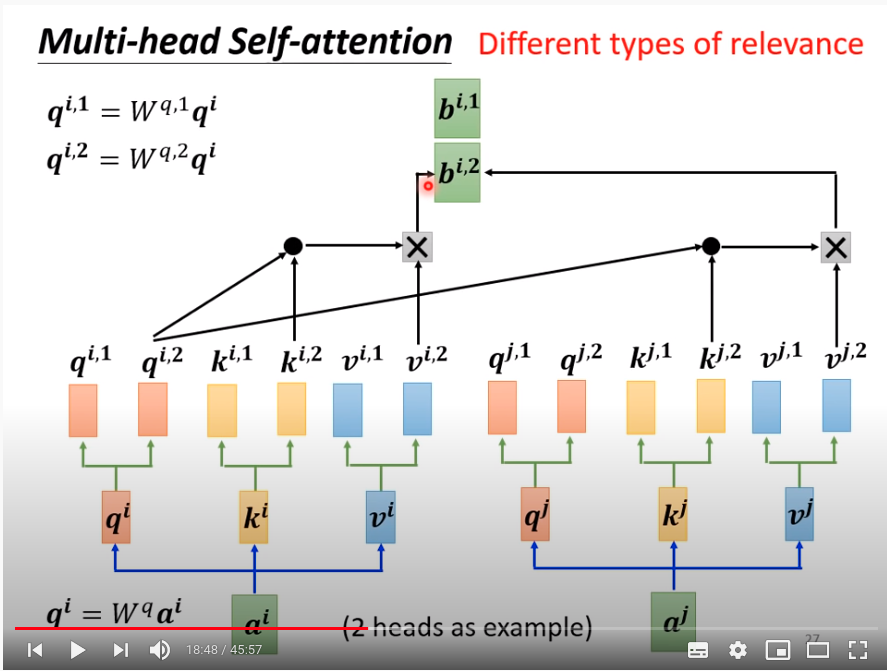 Multi-head Self-attention Different types of relevance
q^{i,1} = W^{q,1}q^i
q^{i,2} = W^{q,2}q^i
b^{i,1}
b^{i,2}
q^{i,1} q^{i,2} k^{i,1} k^{i,2} v^{i,1} v^{i,2} q^{j,1} q^{j,2} k^{j,1} k^{j,2} v^{j,1} v^{j,2}
q^i k^i v^i q^j k^j v^j
q^i = W^q a^i a^i (2 heads as example) a^j
18:48 / 45:57 27